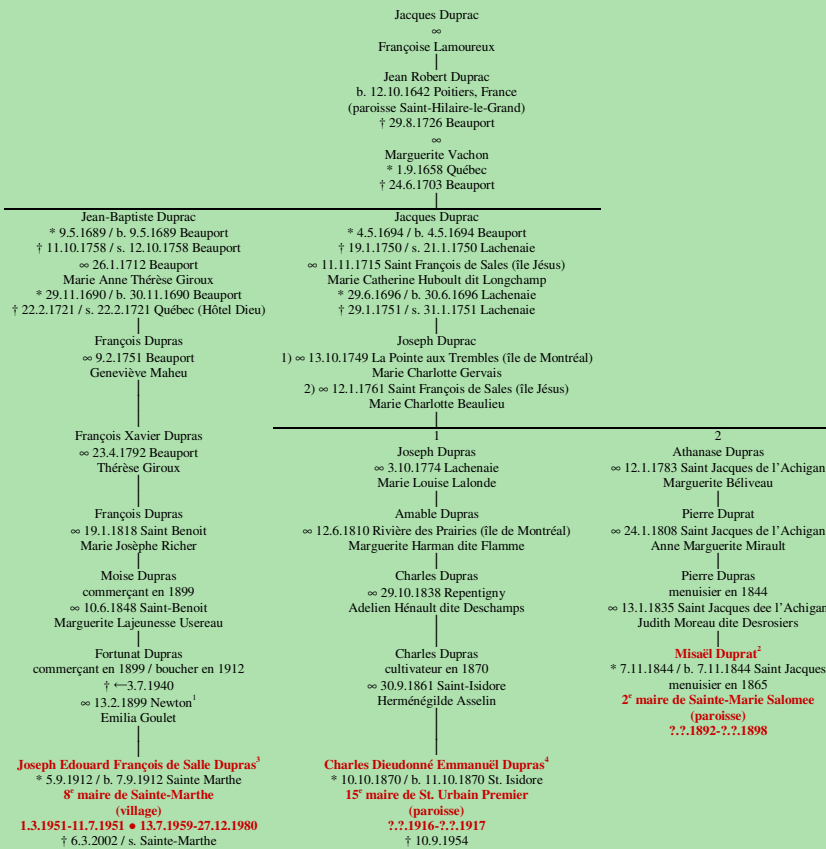 Jacques Duprac
∞
Françoise Lamoureux
Jean Robert Duprac
b. 12.10.1642 Poitiers, France
(paroisse Saint-Hilaire-le-Grand)
† 29.8.1726 Beauport
∞
Marguerite Vachon
* 1.9.1658 Québec
† 24.6.1703 Beauport
Jean-Baptiste Duprac
* 9.5.1689 / b. 9.5.1689 Beauport
† 11.10.1758 / s. 12.10.1758 Beauport
∞ 26.1.1712 Beauport
Marie Anne Thérèse Giroux
* 29.11.1690 / b. 30.11.1690 Beauport
† 22.2.1721 / s. 22.2.1721 Québec (Hôtel Dieu)
François Dupras
∞ 9.2.1751 Beauport
Geneviève Maheu
François Xavier Dupras
∞ 23.4.1792 Beauport
Thérèse Giroux
François Dupras
∞ 19.1.1818 Saint Benoit
Marie Josèphe Richer
Moise Dupras
commerçant en 1899
∞ 10.6.1848 Saint-Benoit
Marguerite Lajeunesse Usereau
Fortunat Dupras
commerçant en 1899 / boucher en 1912
† ←3.7.1940
∞ 13.2.1899 Newton¹
Emilia Goulet
Joseph Edouard François de Salle Dupras³
* 5.9.1912 / b. 7.9.1912 Sainte Marthe
8ᵉ maire de Sainte-Marthe
(village)
1.3.1951-11.7.1951 ● 13.7.1959-27.12.1980
† 6.3.2002 / s. Sainte-Marthe
Jacques Duprac
* 4.5.1694 / b. 4.5.1694 Beauport
† 19.1.1750 / s. 21.1.1750 Lachenaie
∞ 11.11.1715 Saint François de Sales (île Jésus)
Marie Catherine Huboult dit Longchamp
* 29.6.1696 / b. 30.6.1696 Lachenaie
† 29.1.1751 / s. 31.1.1751 Lachenaie
Joseph Duprac
1) ∞ 13.10.1749 La Pointe aux Trembles (île de Montréal)
Marie Charlotte Gervais
2) ∞ 12.1.1761 Saint François de Sales (île Jésus)
Marie Charlotte Beaulieu
1
Joseph Dupras
∞ 3.10.1774 Lachenaie
Marie Louise Lalonde
Amable Dupras
∞ 12.6.1810 Rivière des Prairies (île de Montréal)
Marguerite Harman dite Flamme
Charles Dupras
∞ 29.10.1838 Repentigny
Adelien Hénault dite Deschamps
Charles Dupras
cultivateur en 1870
∞ 30.9.1861 Saint-Isidore
Herménégilde Asselin
Charles Dieudonné Emmanuël Dupras⁴
* 10.10.1870 / b. 11.10.1870 St. Isidore
15ᵉ maire de St. Urbain Premier
(paroisse)
?.?.1916-?.?.1917
† 10.9.1954
2
Athanase Dupras
∞ 12.1.1783 Saint Jacques de l’Achigan
Marguerite Béliveau
Pierre Duprat
∞ 24.1.1808 Saint Jacques de l’Achigan
Anne Marguerite Mirault
Pierre Dupras
menuisier en 1844
∞ 13.1.1835 Saint Jacques dee l’Achigan
Judith Moreau dite Desrosiers
Misaël Duprat²
* 7.11.1844 / b. 7.11.1844 Saint Jacques
menuisier en 1865
2ᵉ maire de Sainte-Marie Salomee
(paroisse)
?.?.1892-?.?.1898